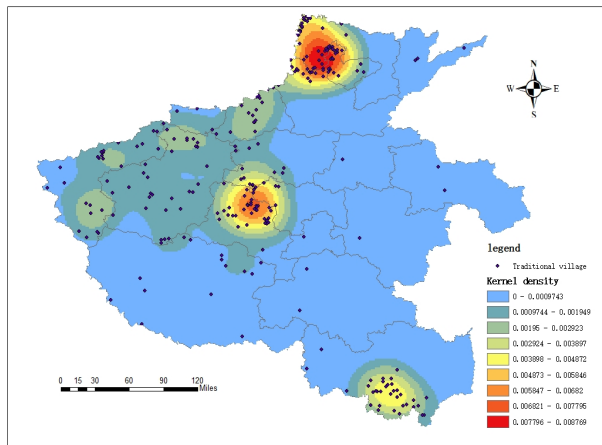 N
W E
S
legend
Traditional village
Kernel density
0 - 0.0009743
0.0009744 - 0.001949
0.00195 - 0.002923
0.002924 - 0.003897
0.003898 - 0.004872
0.004873 - 0.005846
0.005847 - 0.00682
0.006821 - 0.007795
0.007796 - 0.008769
0 15 30 60 90 120
Miles